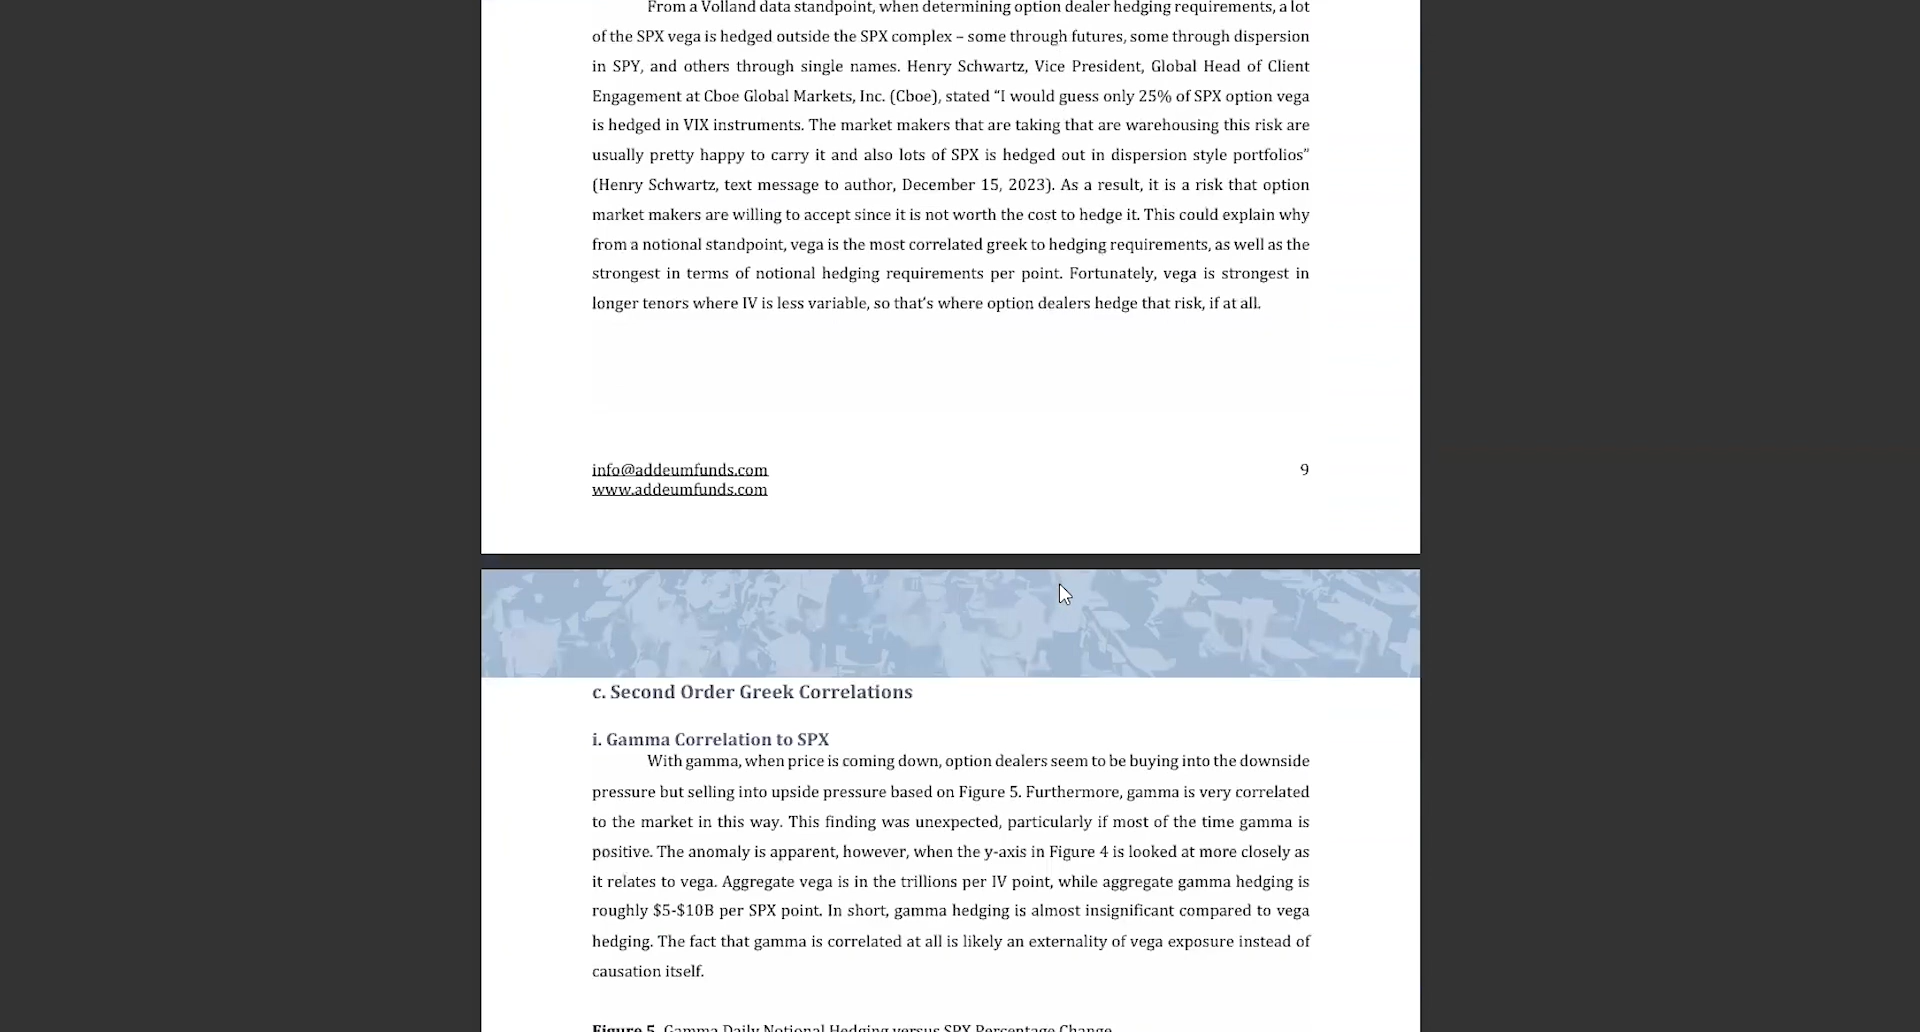 From a Volland data standpoint, when determining option dealer hedging requirements, a lot
of the SPX vega is hedged outside the SPX complex – some through futures, some through dispersion
in SPY, and others through single names. Henry Schwartz, Vice President, Global Head of Client
Engagement at Cboe Global Markets, Inc. (Cboe), stated “I would guess only 25% of SPX option vega
is hedged in VIX instruments. The market makers that are taking that are warehousing this risk are
usually pretty happy to carry it and also lots of SPX is hedged out in dispersion style portfolios”
(Henry Schwartz, text message to author, December 15, 2023). As a result, it is a risk that option
market makers are willing to accept since it is not worth the cost to hedge it. This could explain why
from a notional standpoint, vega is the most correlated greek to hedging requirements, as well as the
strongest in terms of notional hedging requirements per point. Fortunately, vega is strongest in
longer tenors where IV is less variable, so that’s where option dealers hedge that risk, if at all.
info@addeumfunds.com 9
www.addeumfunds.com
c. Second Order Greek Correlations
i. Gamma Correlation to SPX
With gamma, when price is coming down, option dealers seem to be buying into the downside
pressure but selling into upside pressure based on Figure 5. Furthermore, gamma is very correlated
to the market in this way. This finding was unexpected, particularly if most of the time gamma is
positive. The anomaly is apparent, however, when the y-axis in Figure 4 is looked at more closely as
it relates to vega. Aggregate vega is in the trillions per IV point, while aggregate gamma hedging is
roughly $5-$10B per SPX point. In short, gamma hedging is almost insignificant compared to vega
hedging. The fact that gamma is correlated at all is likely an externality of vega exposure instead of
causation itself.
Figure 5. Gamma Daily Notional Hedging versus SPX Percentage Change